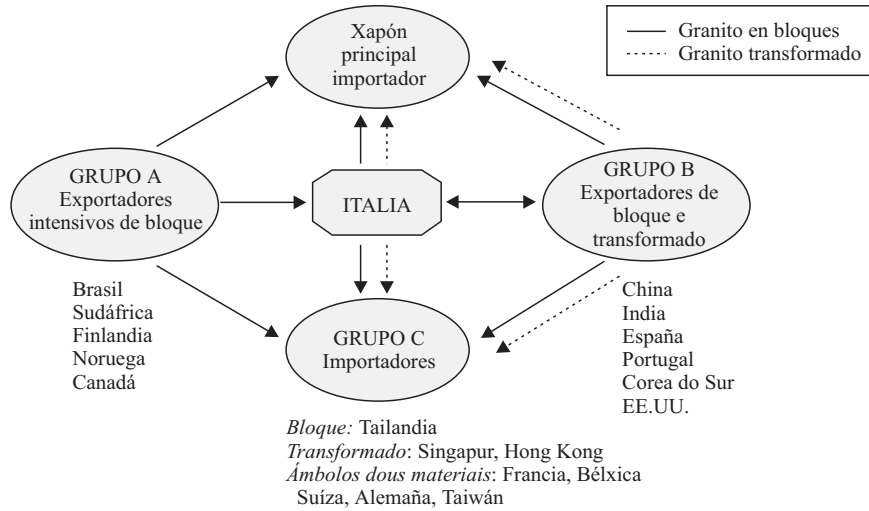 Xapón
principal
importador
Granito en bloques
Granito transformado
GRUPO A
Exportadores
intensivos de bloque
ITALIA
GRUPO B
Exportadores de
bloque e
transformado
Brasil
Sudáfrica
Finlandia
Noruega
Canadá
GRUPO C
Importadores
China
India
España
Portugal
Corea do Sur
EE.UU.
Bloque: Tailandia
Transformado: Singapur, Hong Kong
Ámbolos dous materiais: Francia, Bélxica
Suíza, Alemaña, Taiwán